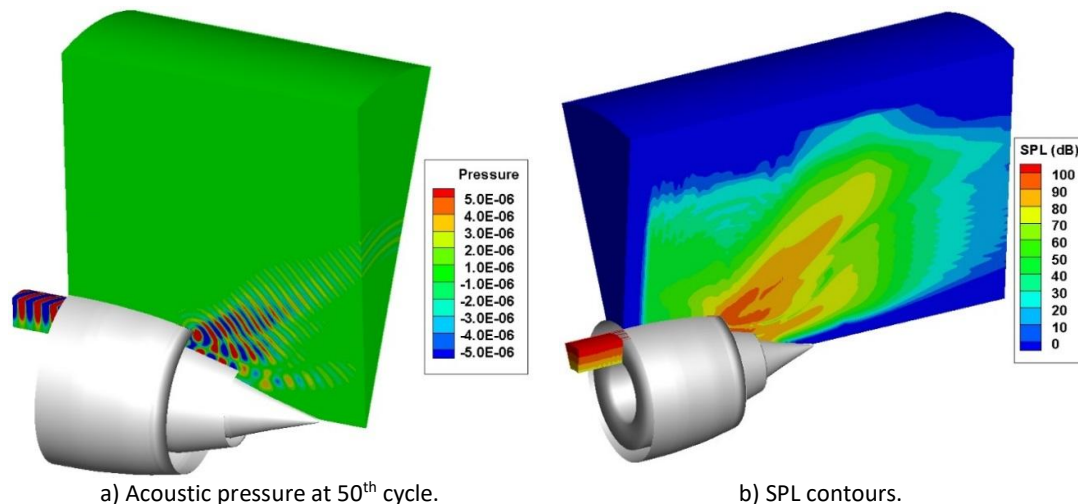 Pressure
5.0E-06
4.0E-06
3.0E-06
2.0E-06
1.0E-06
-1.0E-06
-2.0E-06
-3.0E-06
-4.0E-06
-5.0E-06
SPL (dB)
100
90
80
70
60
50
40
30
20
10
0
a) Acoustic pressure at 50th cycle.
b) SPL contours.